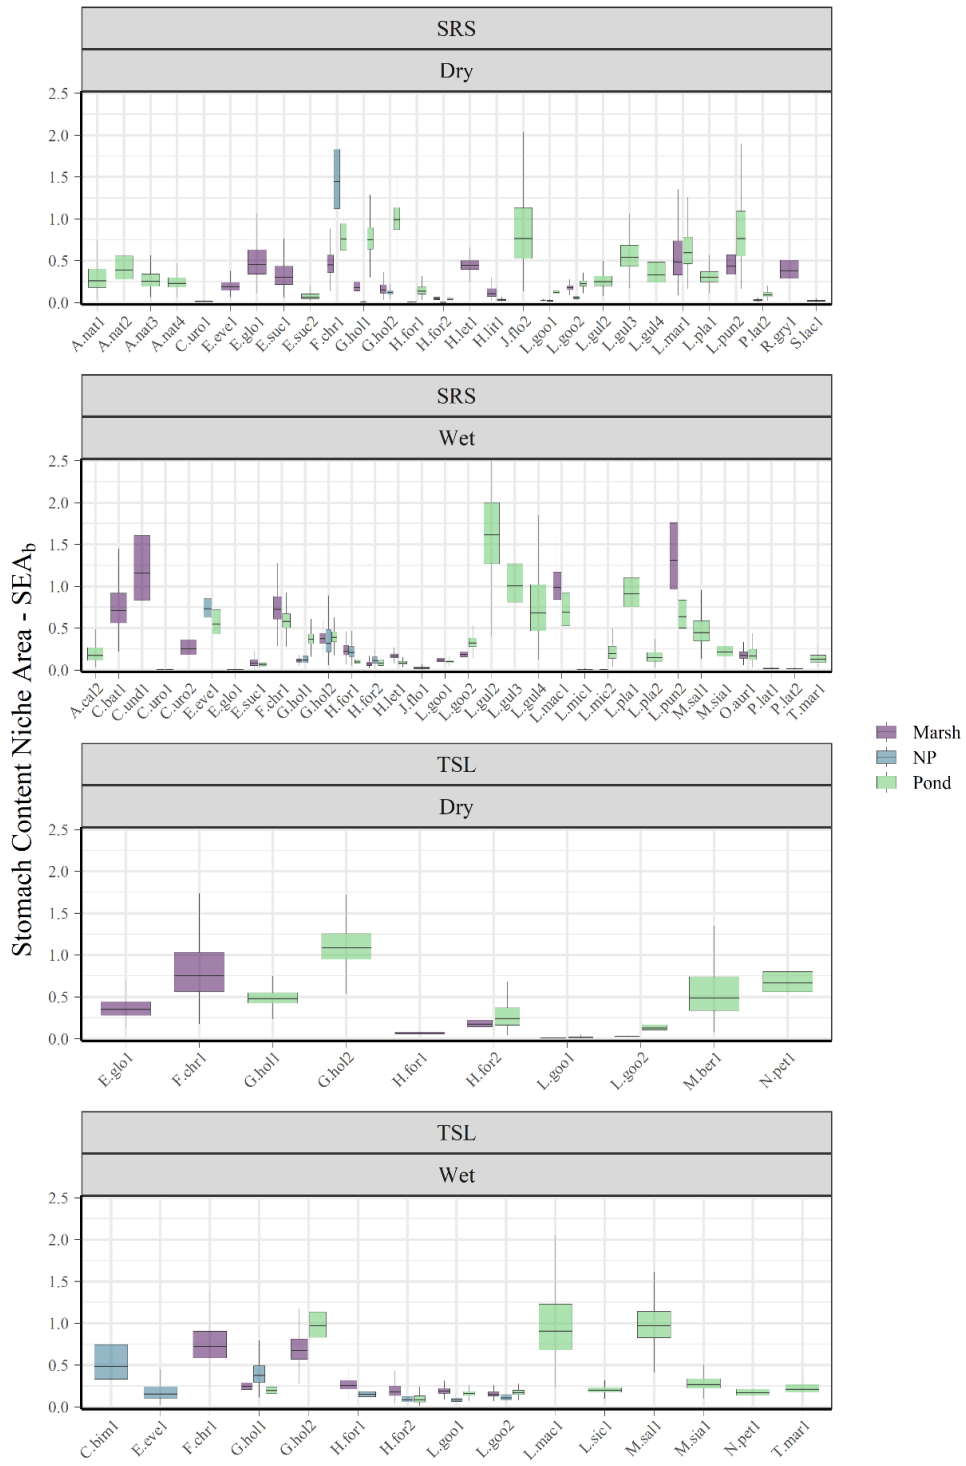 SRS
Dry
2.5
2.0
1.5
1.0
0.5
0.0
A.nat1 A.nat2 A.nat3 A.nat4 C.uro1 E.eve1 E.glo1 E.suc1 E.suc2 F.chr1 G.hol1 G.hol2 H.for1 H.for2 H.let1 H.lit1 J.flo2 L.goo1 L.goo2 L.gul2 L.gul3 L.gul4 L.mar1 L.pla1 L.pun2 P.lat2 R.gry1 S.lac1
SRS
Wet
2.5
2.0
1.5
1.0
0.5
0.0
A.cal2 C.bat1 C.und1 C.uro1 C.uro2 E.eve1 E.glo1 E.suc1 F.chr1 G.hol1 G.hol2 H.for1 H.for2 H.let1 J.flo1 L.goo1 L.goo2 L.gul2 L.gul3 L.gul4 L.mac1 L.mic1 L.mic2 L.pla1 L.pla2 L.pun2 M.sal1 M.sia1 O.aur1 P.lat1 P.lat2 T.mar1
Stomach Content Niche Area - SEAb
Marsh
NP
Pond
TSL
Dry
2.5
2.0
1.5
1.0
0.5
0.0
E.glo1 F.chr1 G.hol1 G.hol2 H.for1 H.for2 L.goo1 L.goo2 M.ber1 N.pet1
TSL
Wet
2.5
2.0
1.5
1.0
0.5
0.0
C.bim1 E.eve1 F.chr1 G.hol1 G.hol2 H.for1 H.for2 L.goo1 L.goo2 L.mac1 L.sic1 M.sal1 M.sia1 N.pet1 T.mar1